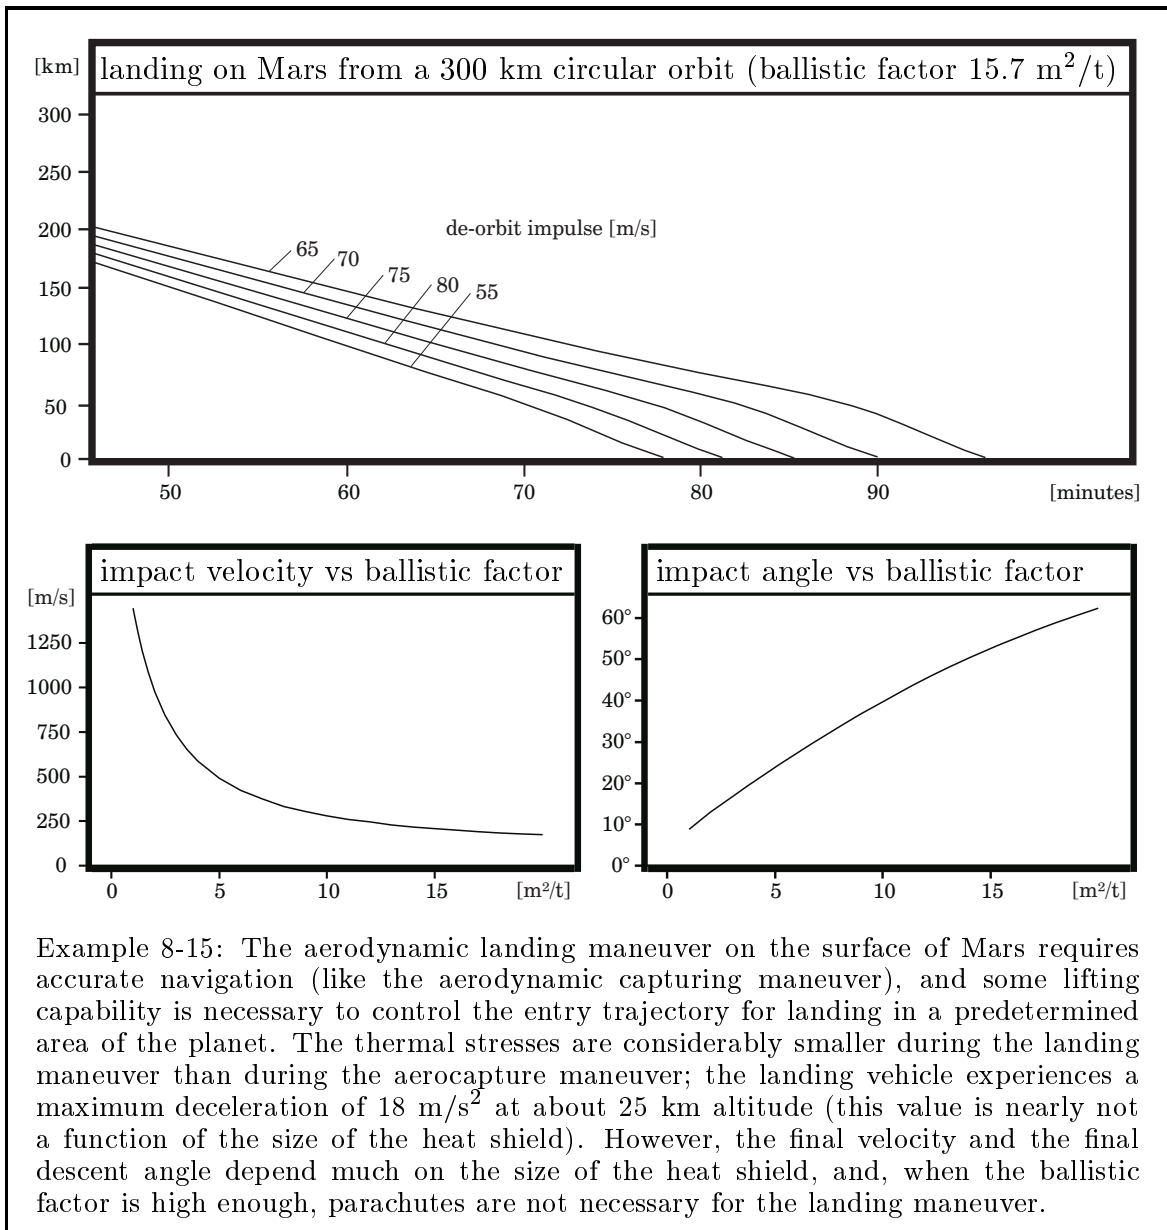 [km]
landing on Mars from a 300 km circular orbit (ballistic factor 15.7 m²/t)
300
250
200
150
100
50
0
de-orbit impulse [m/s]
65
70
75
80
55
50
60
70
80
90
[minutes]
impact velocity vs ballistic factor
[m/s]
1250
1000
750
500
250
0
0
5
10
15
[m²/t]
impact angle vs ballistic factor
60°
50°
40°
30°
20°
10°
0°
0
5
10
15
[m²/t]
Example 8-15: The aerodynamic landing maneuver on the surface of Mars requires
accurate navigation (like the aerodynamic capturing maneuver), and some lifting
capability is necessary to control the entry trajectory for landing in a predetermined
area of the planet. The thermal stresses are considerably smaller during the landing
maneuver than during the aerocapture maneuver; the landing vehicle experiences a
maximum deceleration of 18 m/s² at about 25 km altitude (this value is nearly not
a function of the size of the heat shield). However, the final velocity and the final
descent angle depend much on the size of the heat shield, and, when the ballistic
factor is high enough, parachutes are not necessary for the landing maneuver.